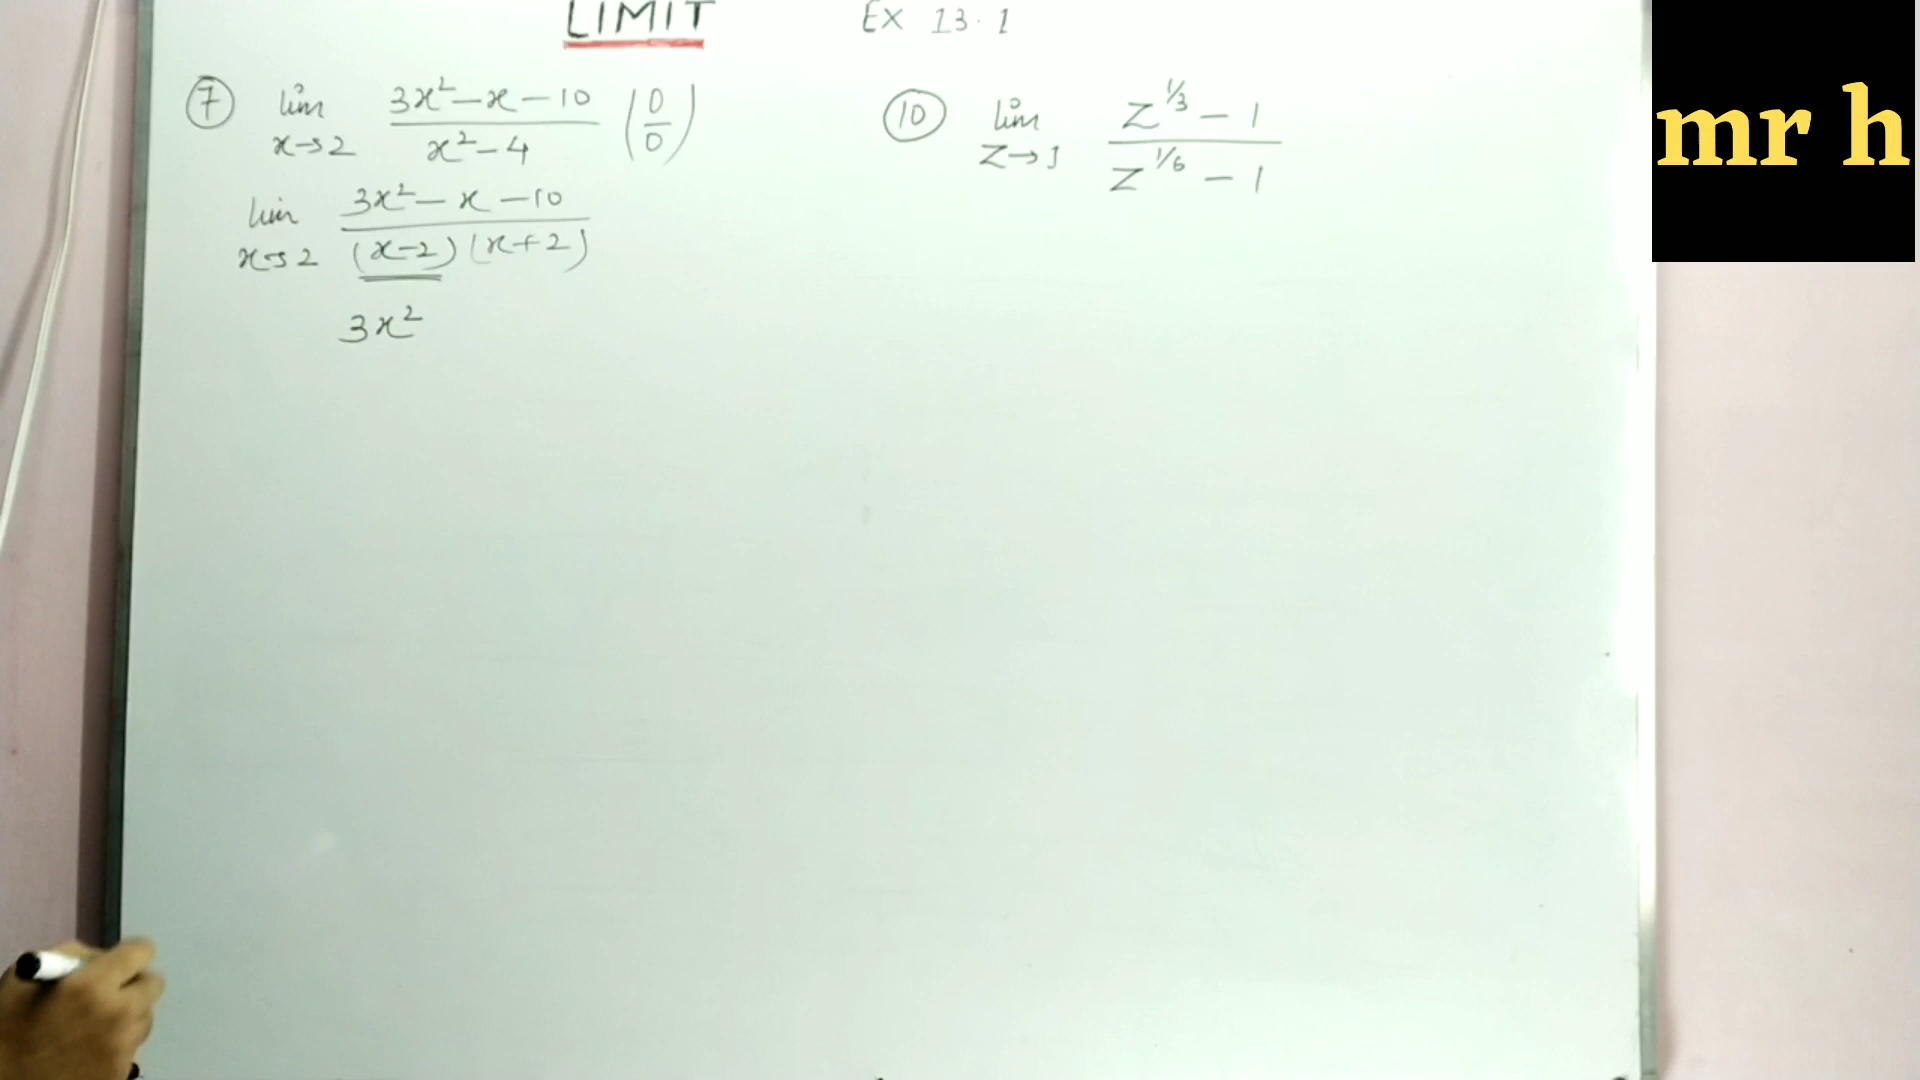 LIMIT Ex 13.1
(7) lim x→2 (3x² - x - 10)/(x² - 4) (0/0)
lim x→2 (3x² - x - 10)/((x-2)(x+2))
3x²
(10) lim z→1 (z^1/3 - 1)/(z^1/6 - 1)
mr h